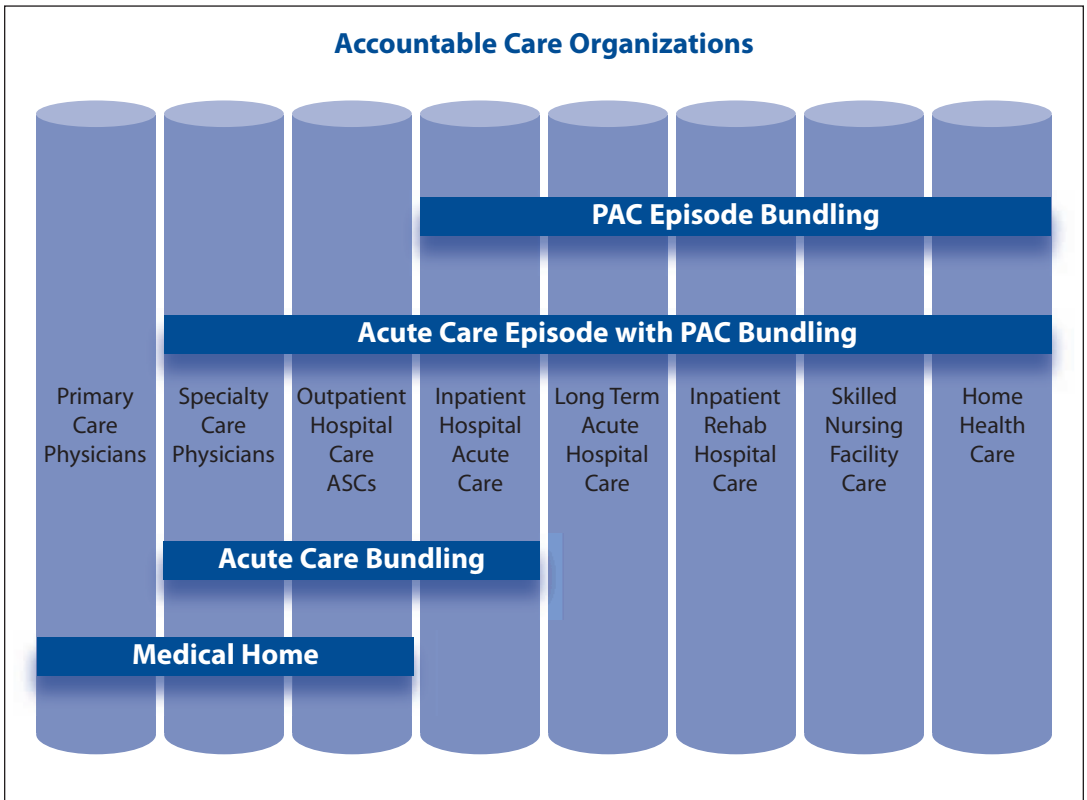 Accountable Care Organizations
PAC Episode Bundling
Acute Care Episode with PAC Bundling
Primary
Care
Physicians
Specialty
Care
Physicians
Outpatient
Hospital
Care
ASCs
Inpatient
Hospital
Acute
Care
Long Term
Acute
Hospital
Care
Inpatient
Rehab
Hospital
Care
Skilled
Nursing
Facility
Care
Home
Health
Care
Acute Care Bundling
Medical Home